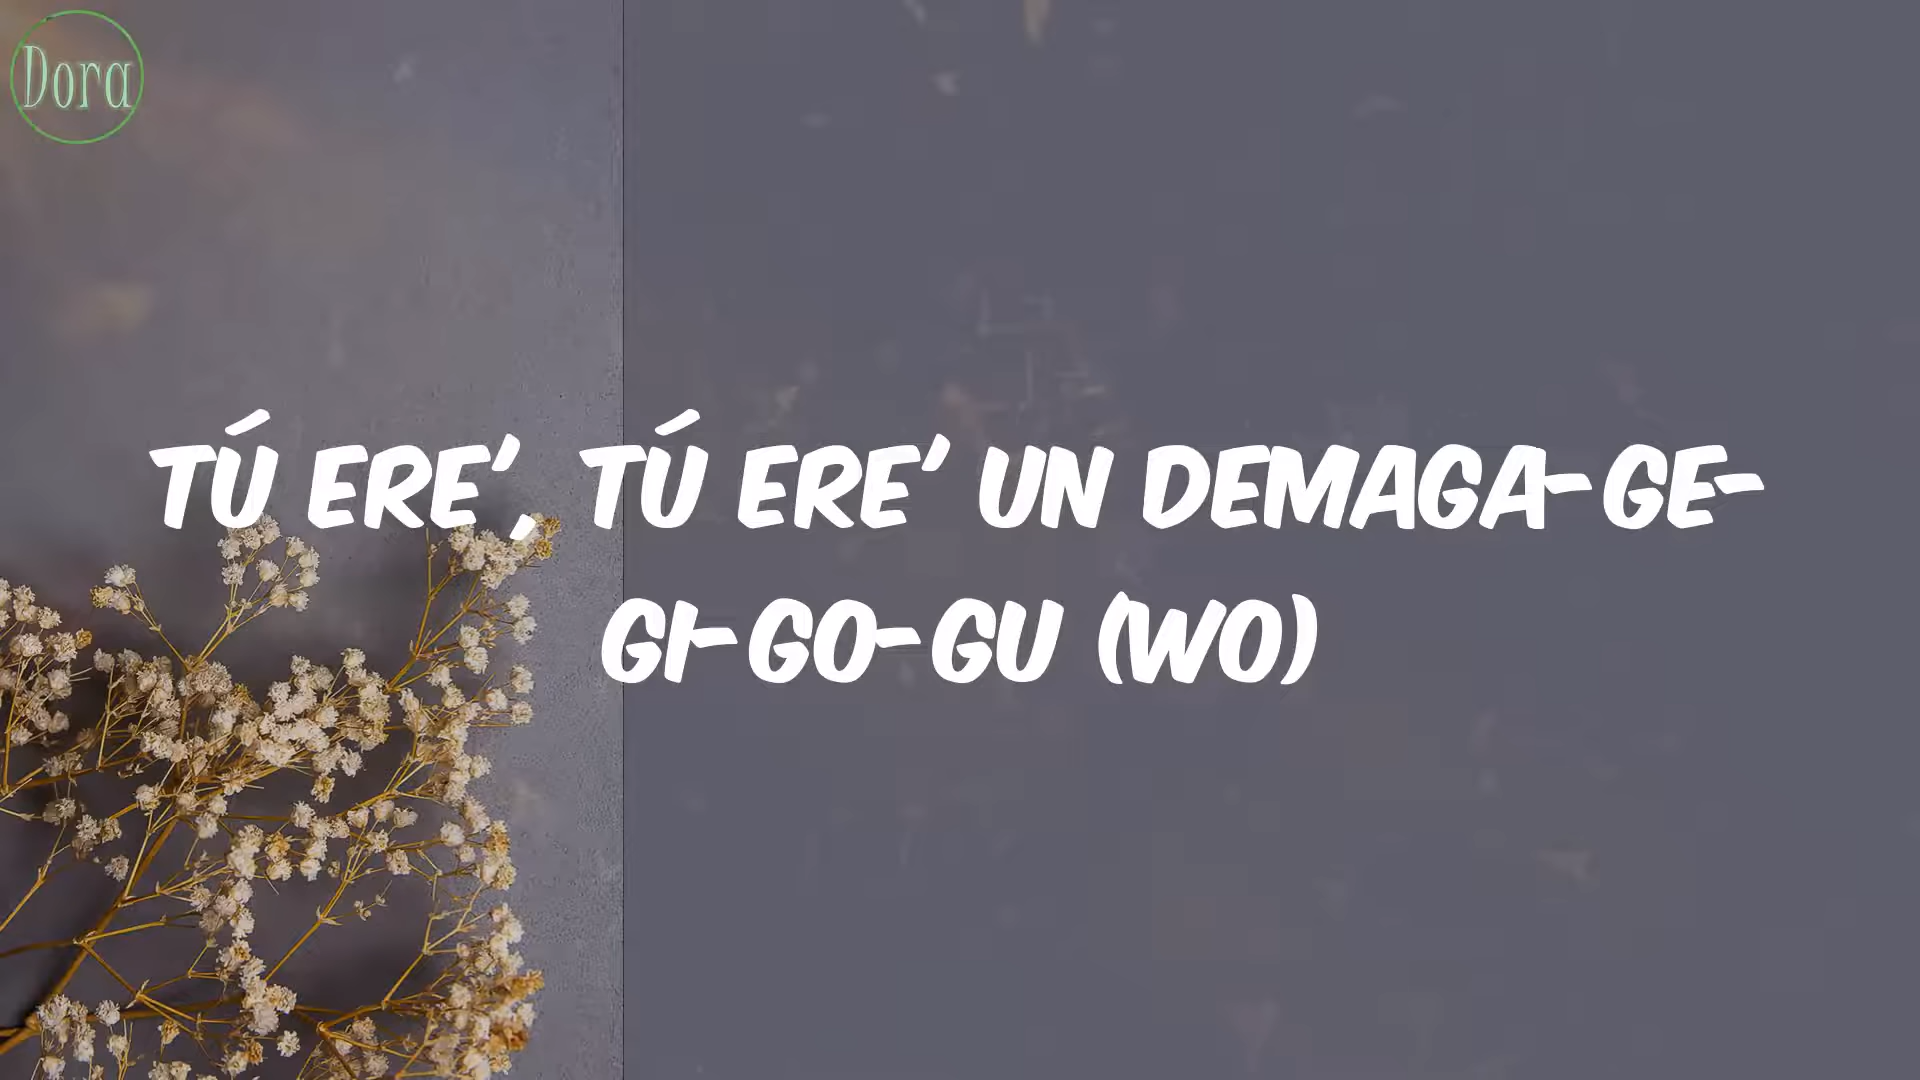 Dora
TÚ ERE', TÚ ERE' UN DEMAGA-GE-
GI-GO-GU (WO)